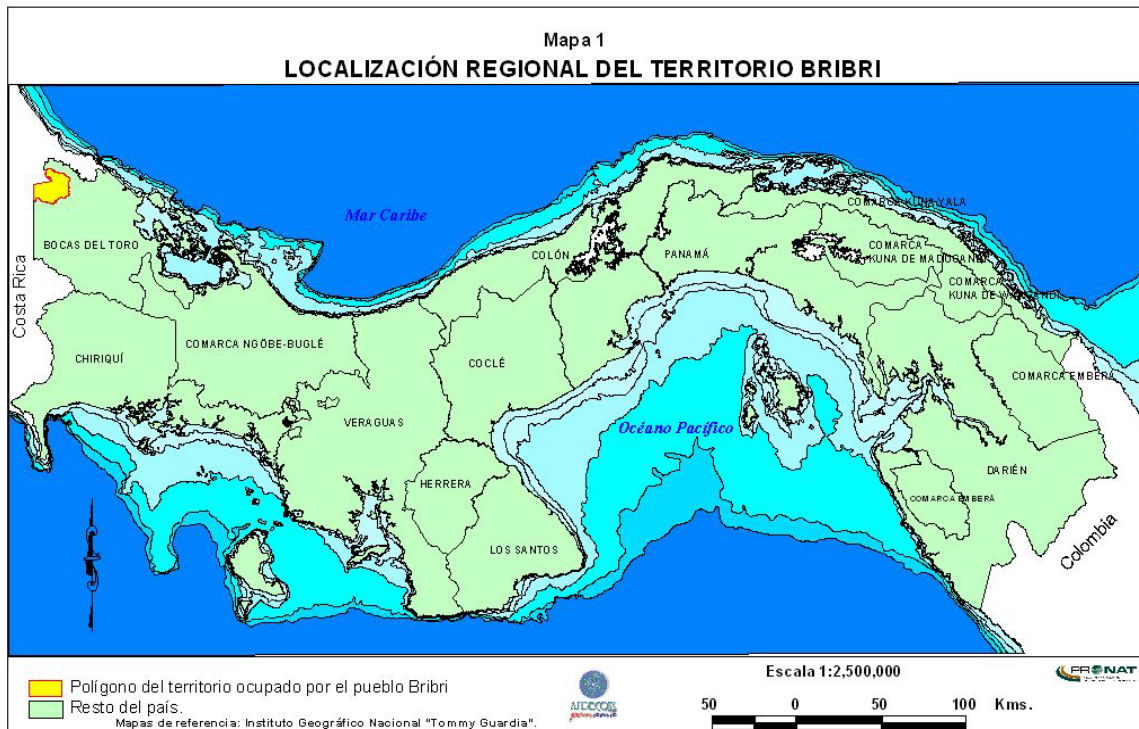 Mapa 1
LOCALIZACIÓN REGIONAL DEL TERRITORIO BRIBRI
Mar Caribe
COMARCA KUNA YALA
BOCAS DEL TORO
COLÓN
PANAMÁ
COMARCA
KUNA DE MADUGANDI
COMARCA
KUNA DE WARGANDI
Costa Rica
CHIRIQUÍ
COMARCA NGÖBE-BUGLÉ
COCLÉ
COMARCA EMBERÁ
VERAGUAS
Océano Pacífico
HERRERA
DARIÉN
COMARCA EMBERÁ
LOS SANTOS
Colombia
Polígono del territorio ocupado por el pueblo Bribri
Resto del país.
Mapas de referencia: Instituto Geográfico Nacional "Tommy Guardia".
Escala 1:2,500,000
50 0 50 100 Kms.
PRONAT